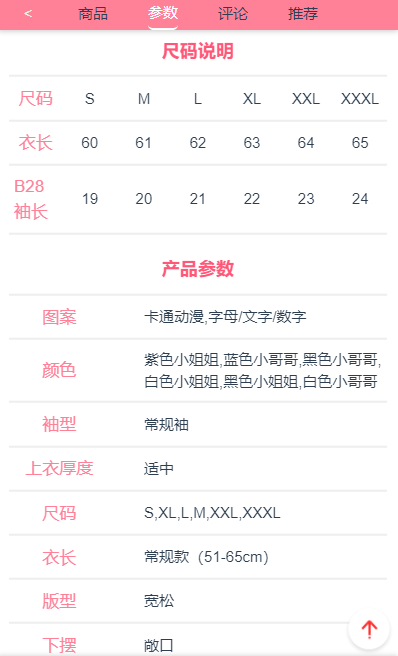 < 商品 参数 评论 推荐
尺码说明
尺码 S M L XL XXL XXXL
衣长 60 61 62 63 64 65
B28
袖长 19 20 21 22 23 24
产品参数
图案 卡通动漫,字母/文字/数字
颜色 紫色小姐姐,蓝色小哥哥,黑色小哥哥,
白色小姐姐,黑色小姐姐,白色小哥哥
袖型 常规袖
上衣厚度 适中
尺码 S,XL,L,M,XXL,XXXL
衣长 常规款（51-65cm）
版型 宽松
下摆 敞口